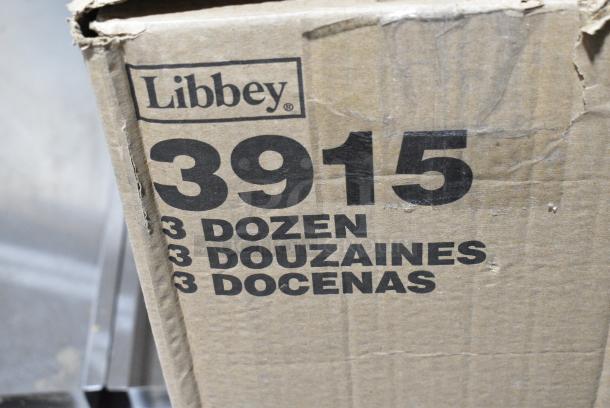 Libbey®
3915
3 DOZEN
3 DOUZAINES
3 DOCENAS